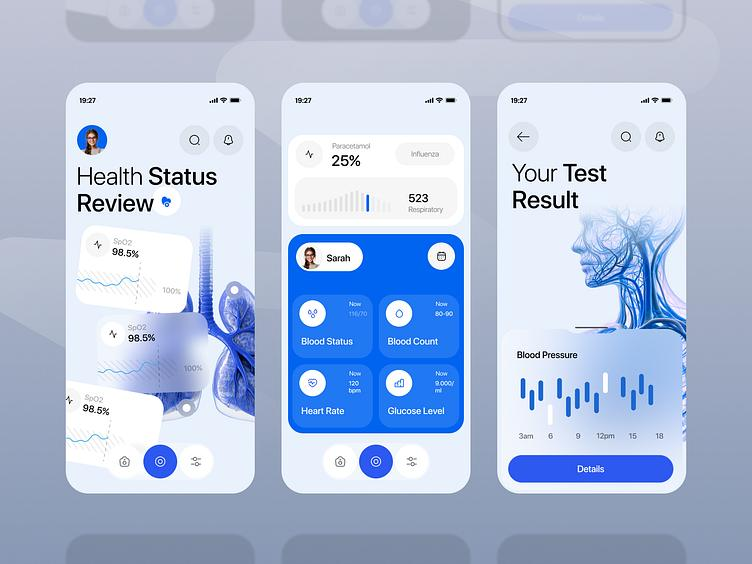 Details
19:27
Health Status
Review
SpO2
98.5%
100%
SpO2
98.5%
100%
SpO2
98.5%
19:27
Paracetamol
25%
Influenza
523
Respiratory
Sarah
Now
116/70
Blood Status
Now
80-90
Blood Count
Now
120
bpm
Heart Rate
Now
9.000/
ml
Glucose Level
19:27
Your Test
Result
Blood Pressure
3am 6 9 12pm 15 18
Details